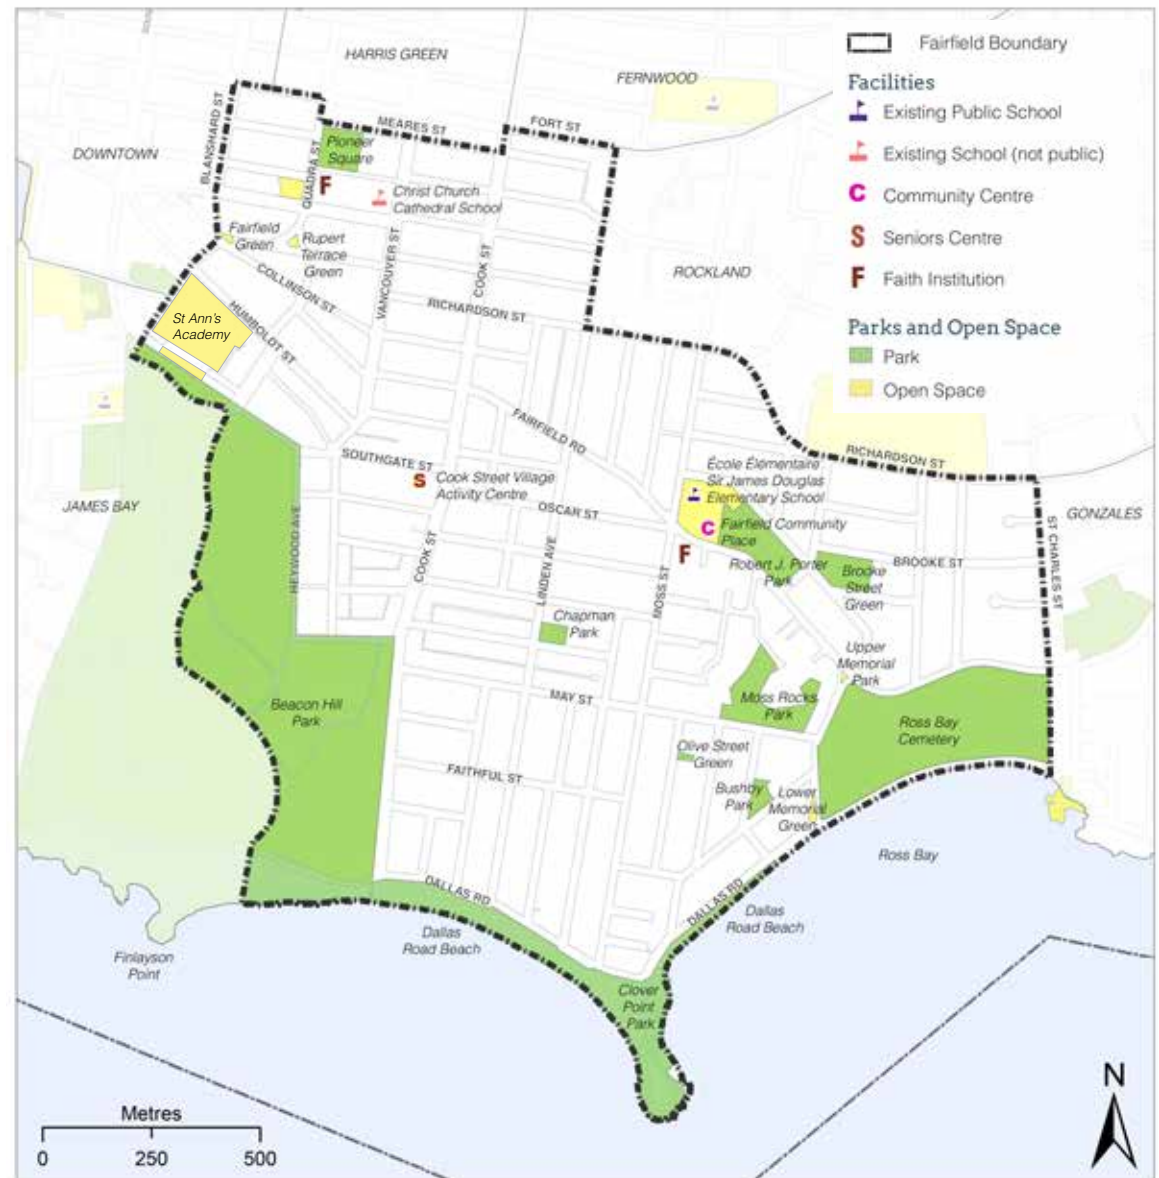 HARRIS GREEN
FERNWOOD
DOWNTOWN
BLANSHARD ST
MEARES ST
FORT ST
Pioneer
Square
QUADRA ST
F
Christ Church
Cathedral School
Fairfield
Green
Rupert
Terrace
Green
VANCOUVER ST
COOK ST
ROCKLAND
COLLINSON ST
HUMBOLDT ST
RICHARDSON ST
St Ann's
Academy
FAIRFIELD RD
SOUTHGATE ST
S
Cook Street Village
Activity Centre
OSCAR ST
RICHARDSON ST
École Élémentaire
Sir James Douglas
Elementary School
C
Fairfield Community
Place
F
JAMES BAY
GONZALES
HEYWOOD AVE
COOK ST
LINDEN AVE
MOSS ST
Robert J. Porter
Park
Brooke
Street
Green
BROOKE ST
ST CHARLES ST
Chapman
Park
Upper
Memorial
Park
MAY ST
Moss Rocks
Park
Beacon Hill
Park
Ross Bay
Cemetery
Olive Street
Green
FAITHFUL ST
Bushby
Park
Lower
Memorial
Green
Ross Bay
DALLAS RD
DALLAS RD
Dallas
Road Beach
Dallas
Road Beach
Finlayson
Point
Clover
Point
Park
Fairfield Boundary
Facilities
Existing Public School
Existing School (not public)
C Community Centre
S Seniors Centre
F Faith Institution
Parks and Open Space
Park
Open Space
Metres
0 250 500
N